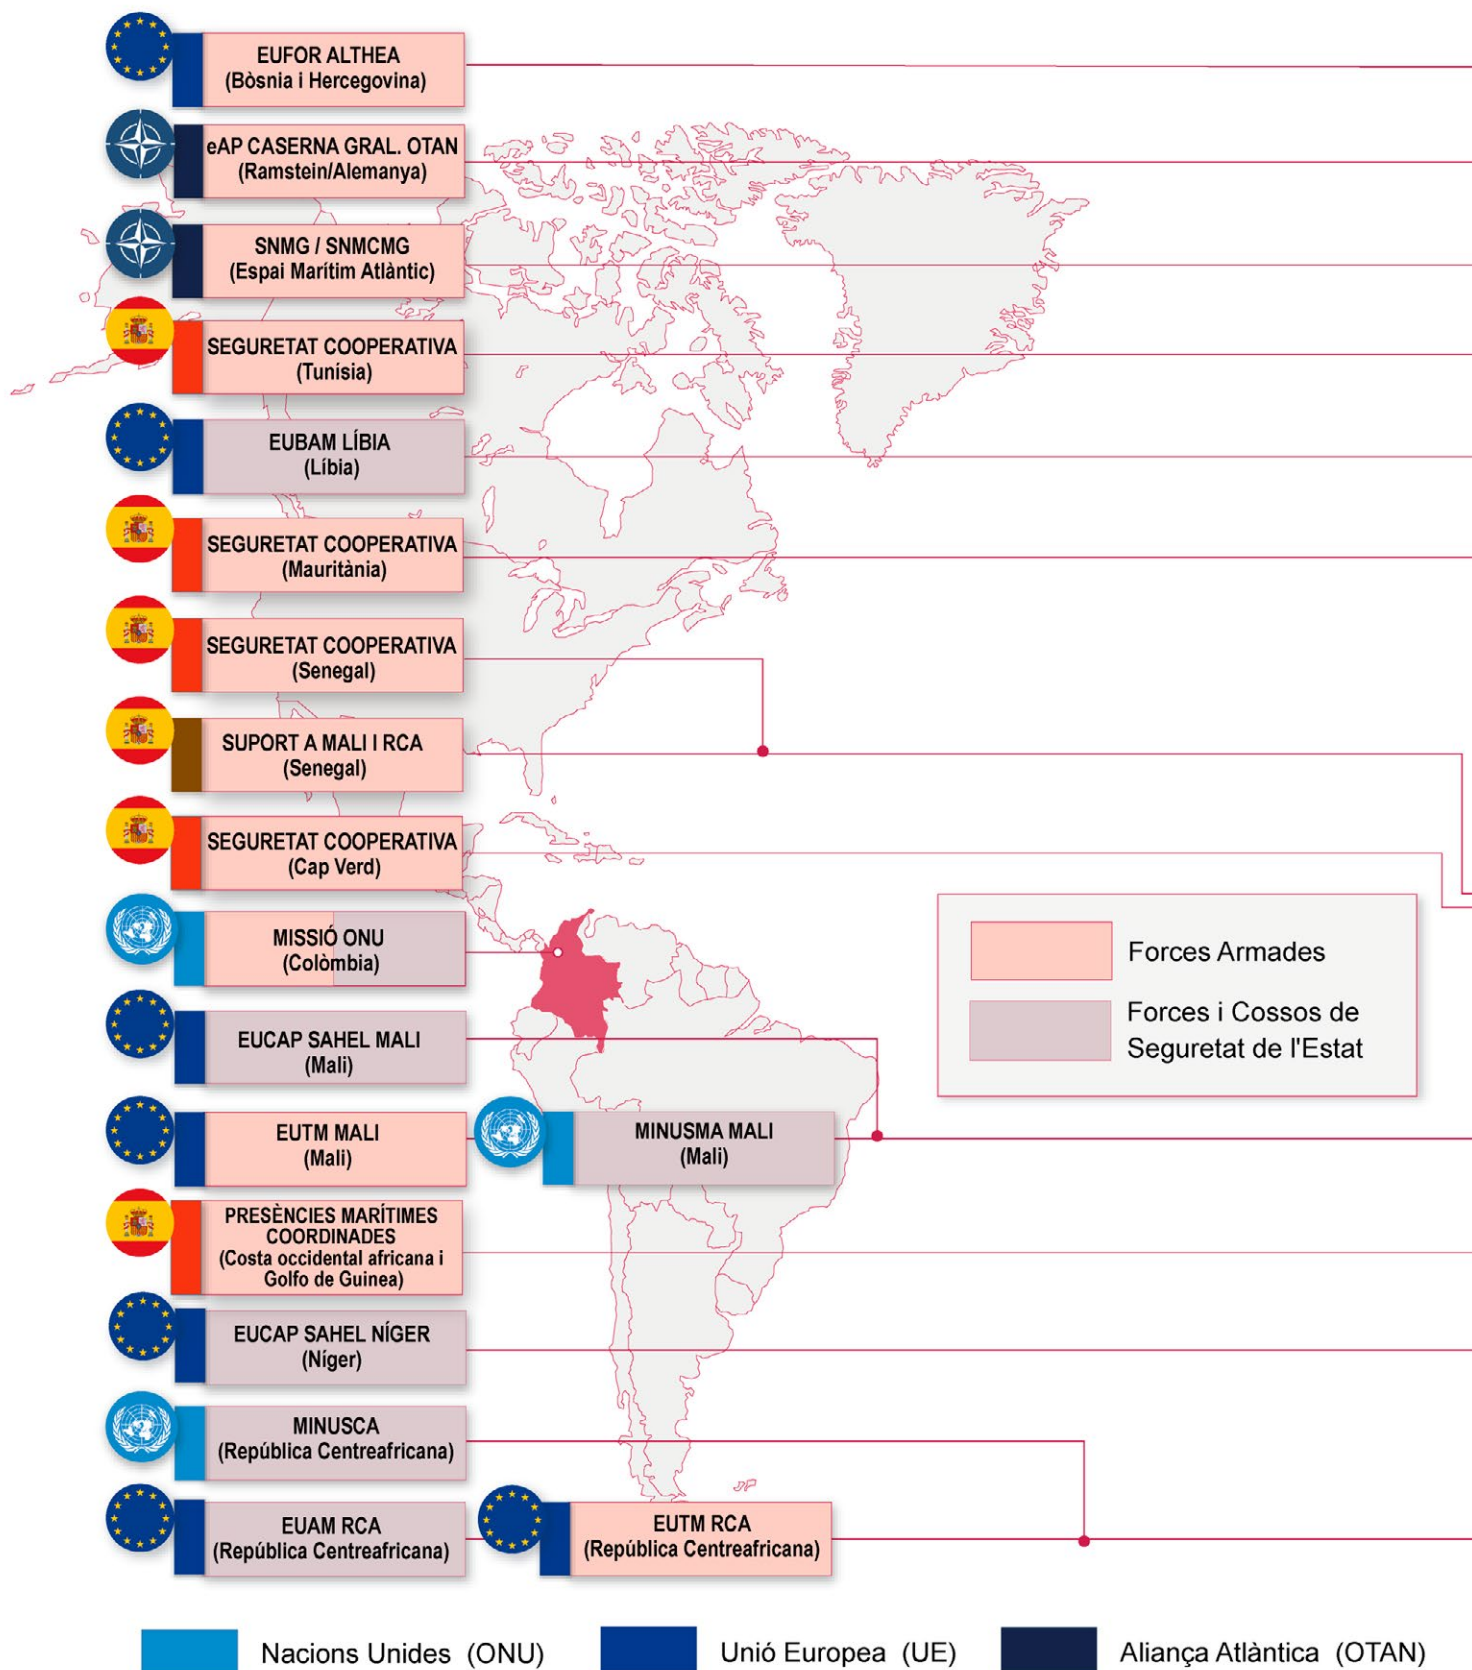 EUFOR ALTHEA
(Bòsnia i Hercegovina)
eAP CASERNA GRAL. OTAN
(Ramstein/Alemanya)
SNMG / SNMCMG
(Espai Marítim Atlàntic)
SEGURETAT COOPERATIVA
(Tunísia)
EUBAM LÍBIA
(Líbia)
SEGURETAT COOPERATIVA
(Mauritània)
SEGURETAT COOPERATIVA
(Senegal)
SUPORT A MALI I RCA
(Senegal)
SEGURETAT COOPERATIVA
(Cap Verd)
MISSIÓ ONU
(Colòmbia)
Forces Armades
Forces i Cossos de
Seguretat de l'Estat
EUCAP SAHEL MALI
(Mali)
EUTM MALI
(Mali)
MINUSMA MALI
(Mali)
PRESÈNCIES MARÍTIMES
COORDINADES
(Costa occidental africana i
Golfo de Guinea)
EUCAP SAHEL NÍGER
(Níger)
MINUSCA
(República Centreafricana)
EUAM RCA
(República Centreafricana)
EUTM RCA
(República Centreafricana)
Nacions Unides (ONU)
Unió Europea (UE)
Aliança Atlàntica (OTAN)